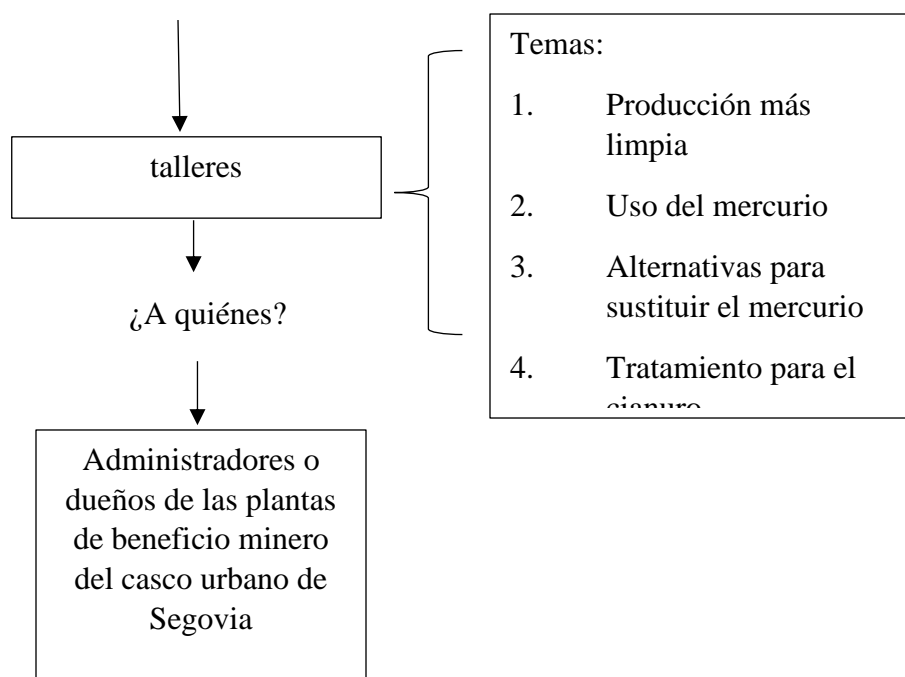 talleres
¿A quiénes?
Administradores o
dueños de las plantas
de beneficio minero
del casco urbano de
Segovia
Temas:
1. Producción más
limpia
2. Uso del mercurio
3. Alternativas para
sustituir el mercurio
4. Tratamiento para el
cianuro